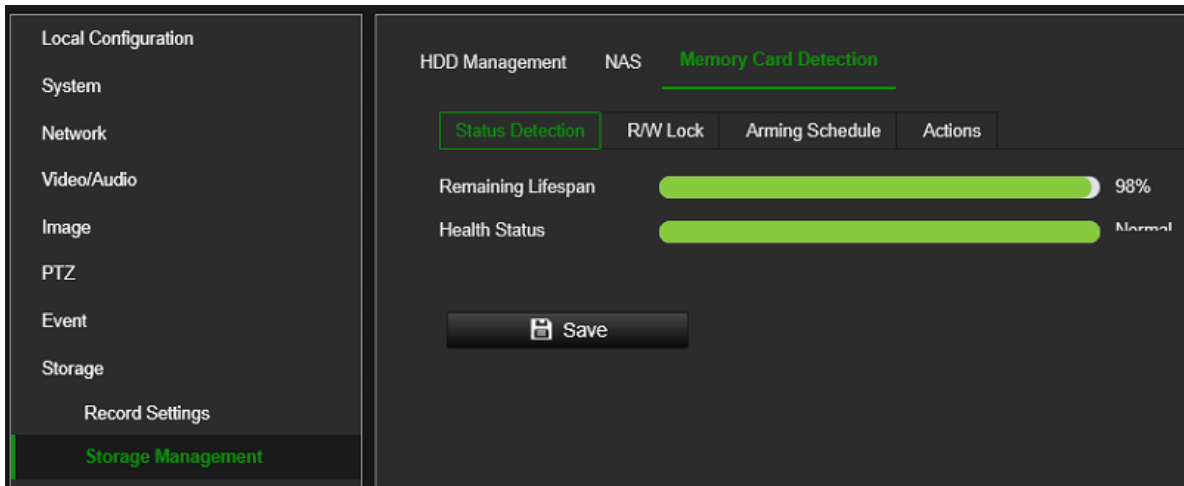 Local Configuration
System
Network
Video/Audio
Image
PTZ
Event
Storage
Record Settings
Storage Management
HDD Management NAS Memory Card Detection
Status Detection R/W Lock Arming Schedule Actions
Remaining Lifespan 98%
Health Status Normal
Save